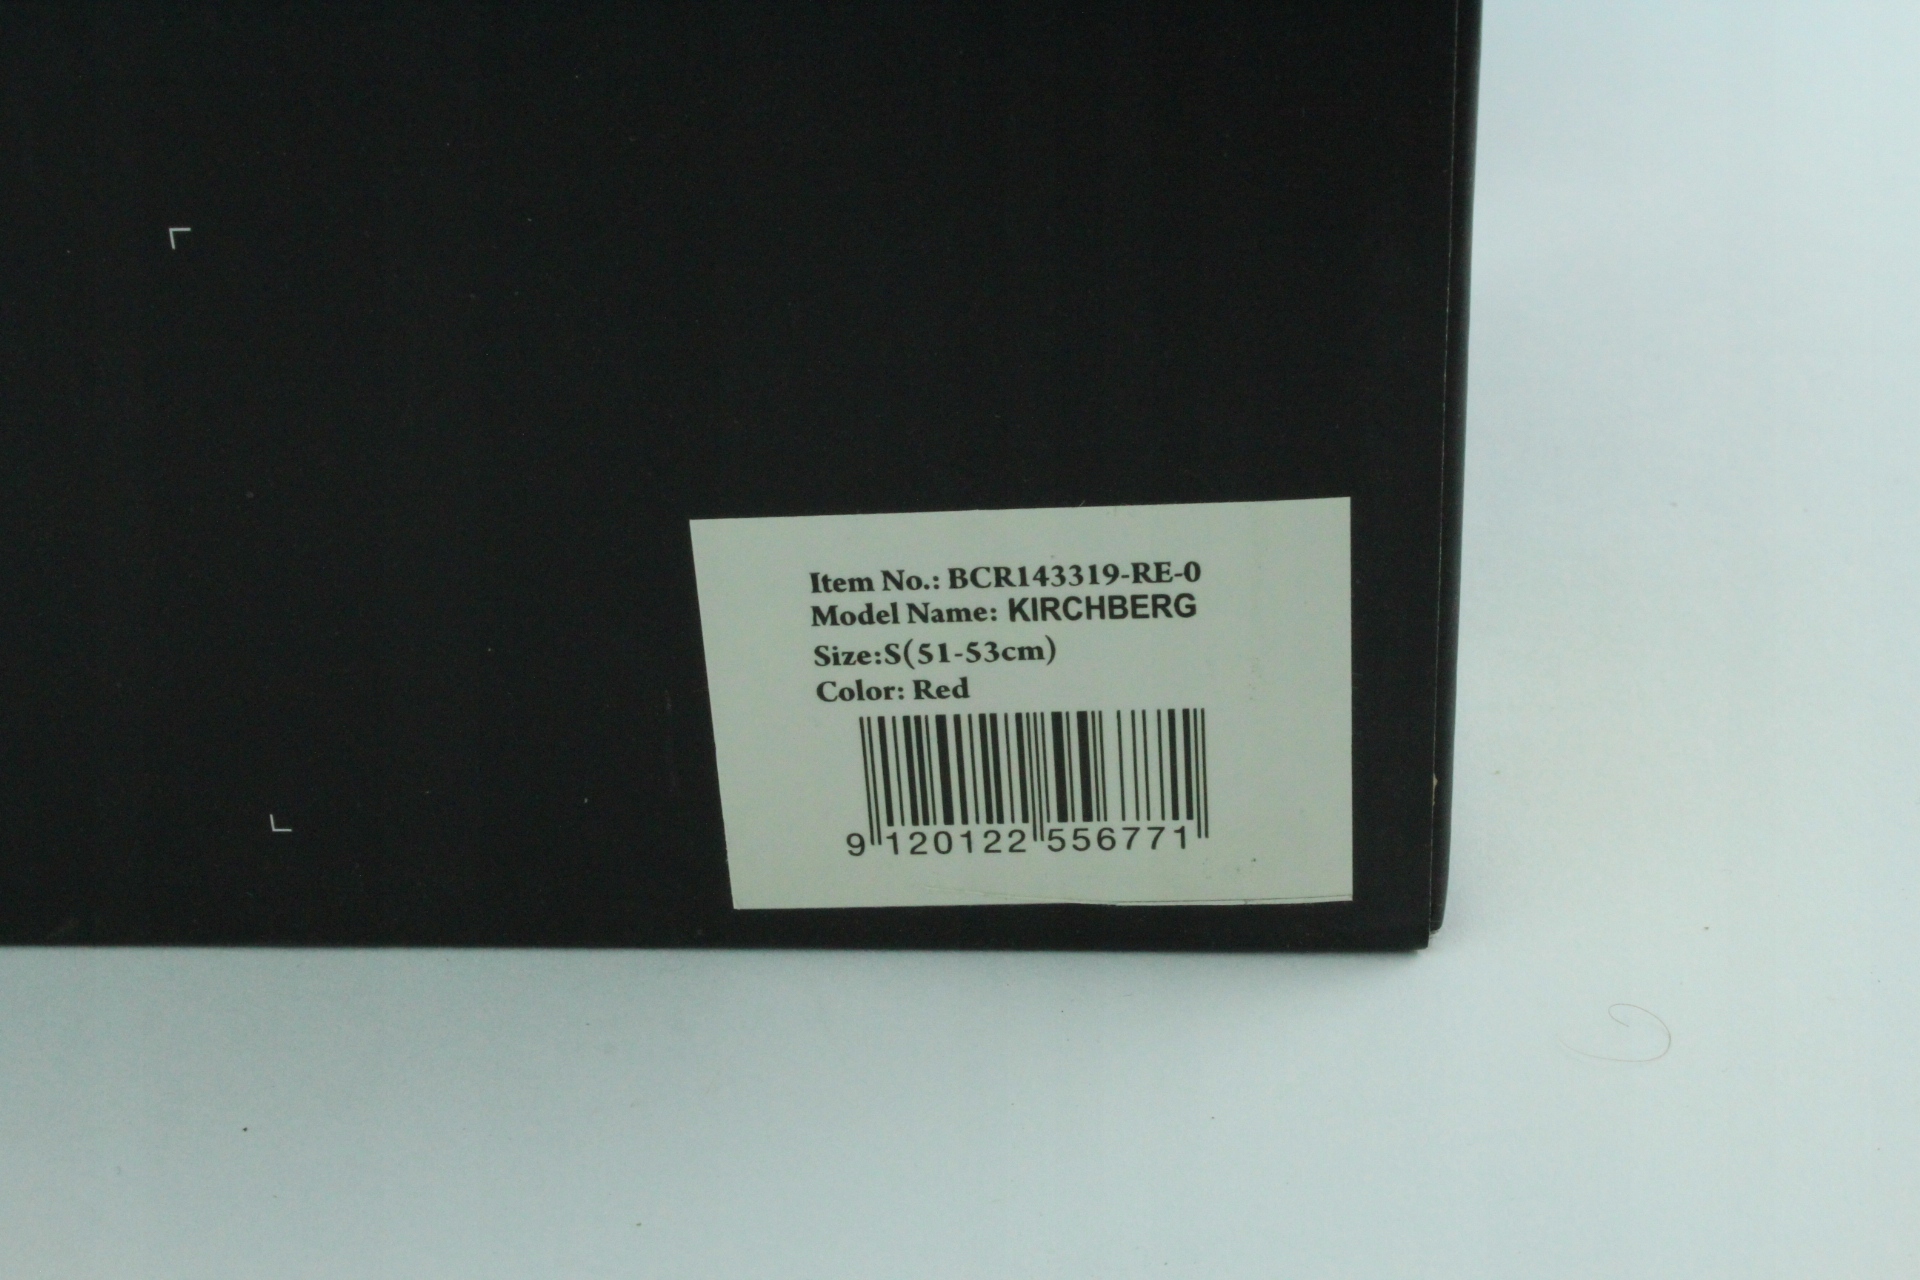 Item No.: BCR143319-RE-0
Model Name: KIRCHBERG
Size:S(51-53cm)
Color: Red
9 120122 556771